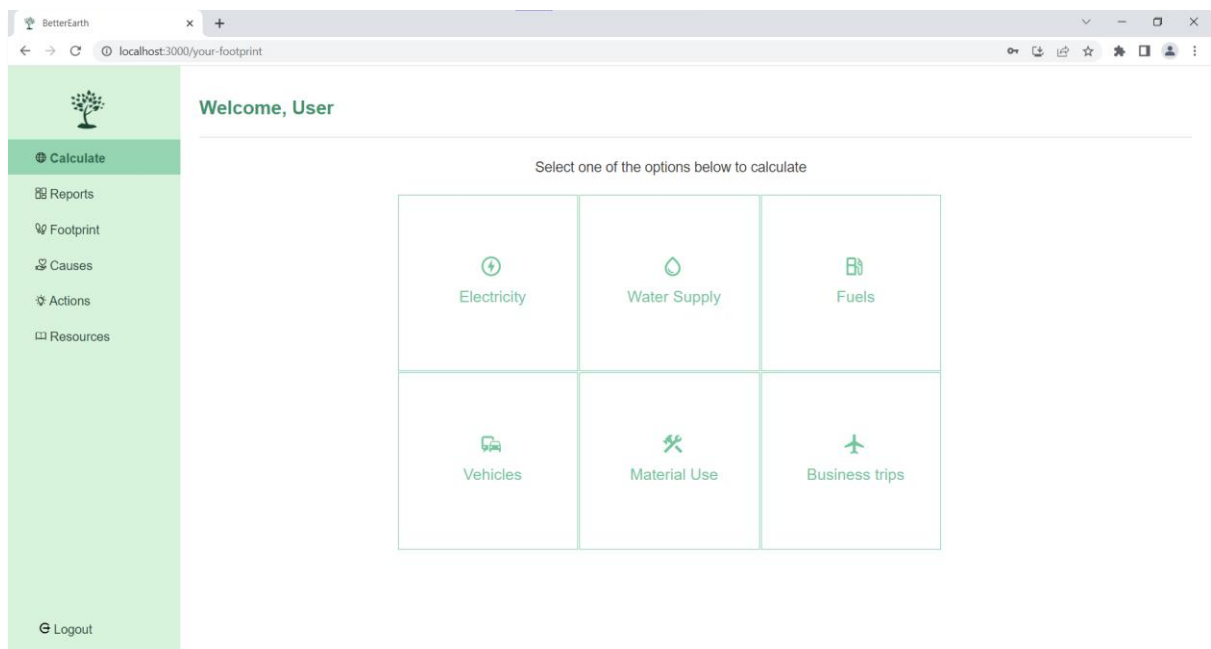 BetterEarth
localhost:3000/your-footprint
Welcome, User
Calculate
Reports
Footprint
Causes
Actions
Resources
Logout
Select one of the options below to calculate
Electricity
Water Supply
Fuels
Vehicles
Material Use
Business trips